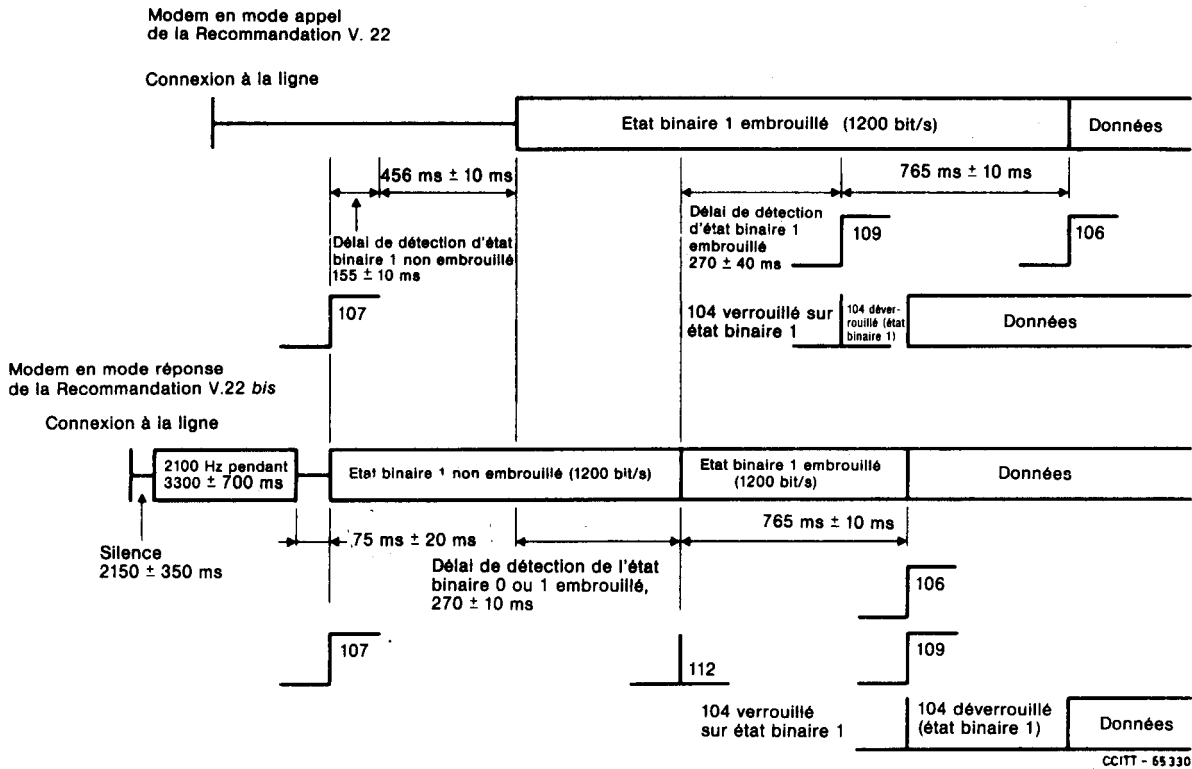 Modem en mode appel
de la Recommandation V. 22
Connexion à la ligne
Etat binaire 1 embrouillé (1200 bit/s)
Données
456 ms ± 10 ms
765 ms ± 10 ms
Délai de détection d'état
binaire 1 non embrouillé
155 ± 10 ms
Délai de détection
d'état binaire 1
embrouillé
270 ± 40 ms
109
106
107
104 verrouillé sur
état binaire 1
104 déver-
rouillé (état
binaire 1)
Données
Modem en mode réponse
de la Recommandation V.22 bis
Connexion à la ligne
2100 Hz pendant
3300 ± 700 ms
Etat binaire 1 non embrouillé (1200 bit/s)
Etat binaire 1 embrouillé
(1200 bit/s)
Données
Silence
2150 ± 350 ms
75 ms ± 20 ms
765 ms ± 10 ms
Délai de détection de l'état
binaire 0 ou 1 embrouillé,
270 ± 10 ms
106
107
112
109
104 verrouillé
sur état binaire 1
104 déverrouillé
(état binaire 1)
Données
CCITT - 65 330